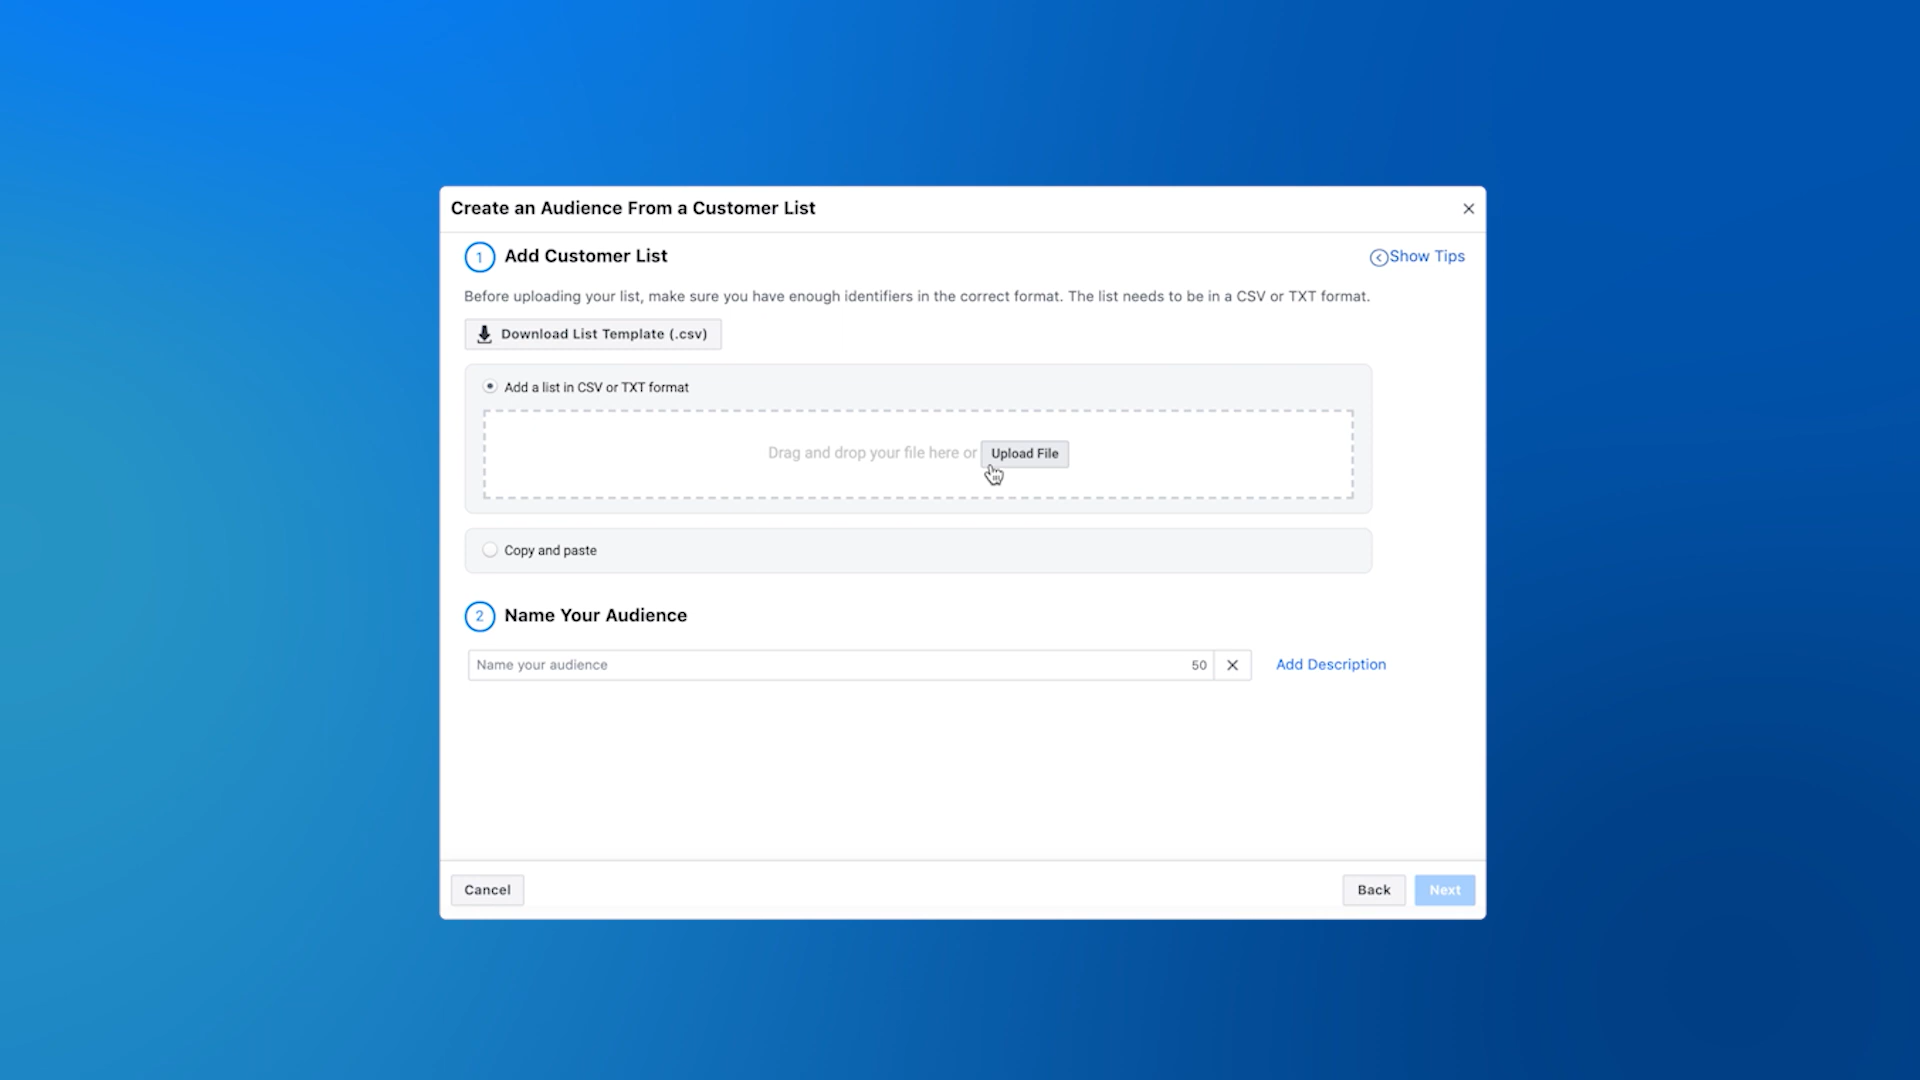 Create an Audience From a Customer List
1 Add Customer List
Show Tips
Before uploading your list, make sure you have enough identifiers in the correct format. The list needs to be in a CSV or TXT format.
Download List Template (.csv)
Add a list in CSV or TXT format
Drag and drop your file here or Upload File
Copy and paste
2 Name Your Audience
Name your audience 50 Add Description
Cancel Back Next